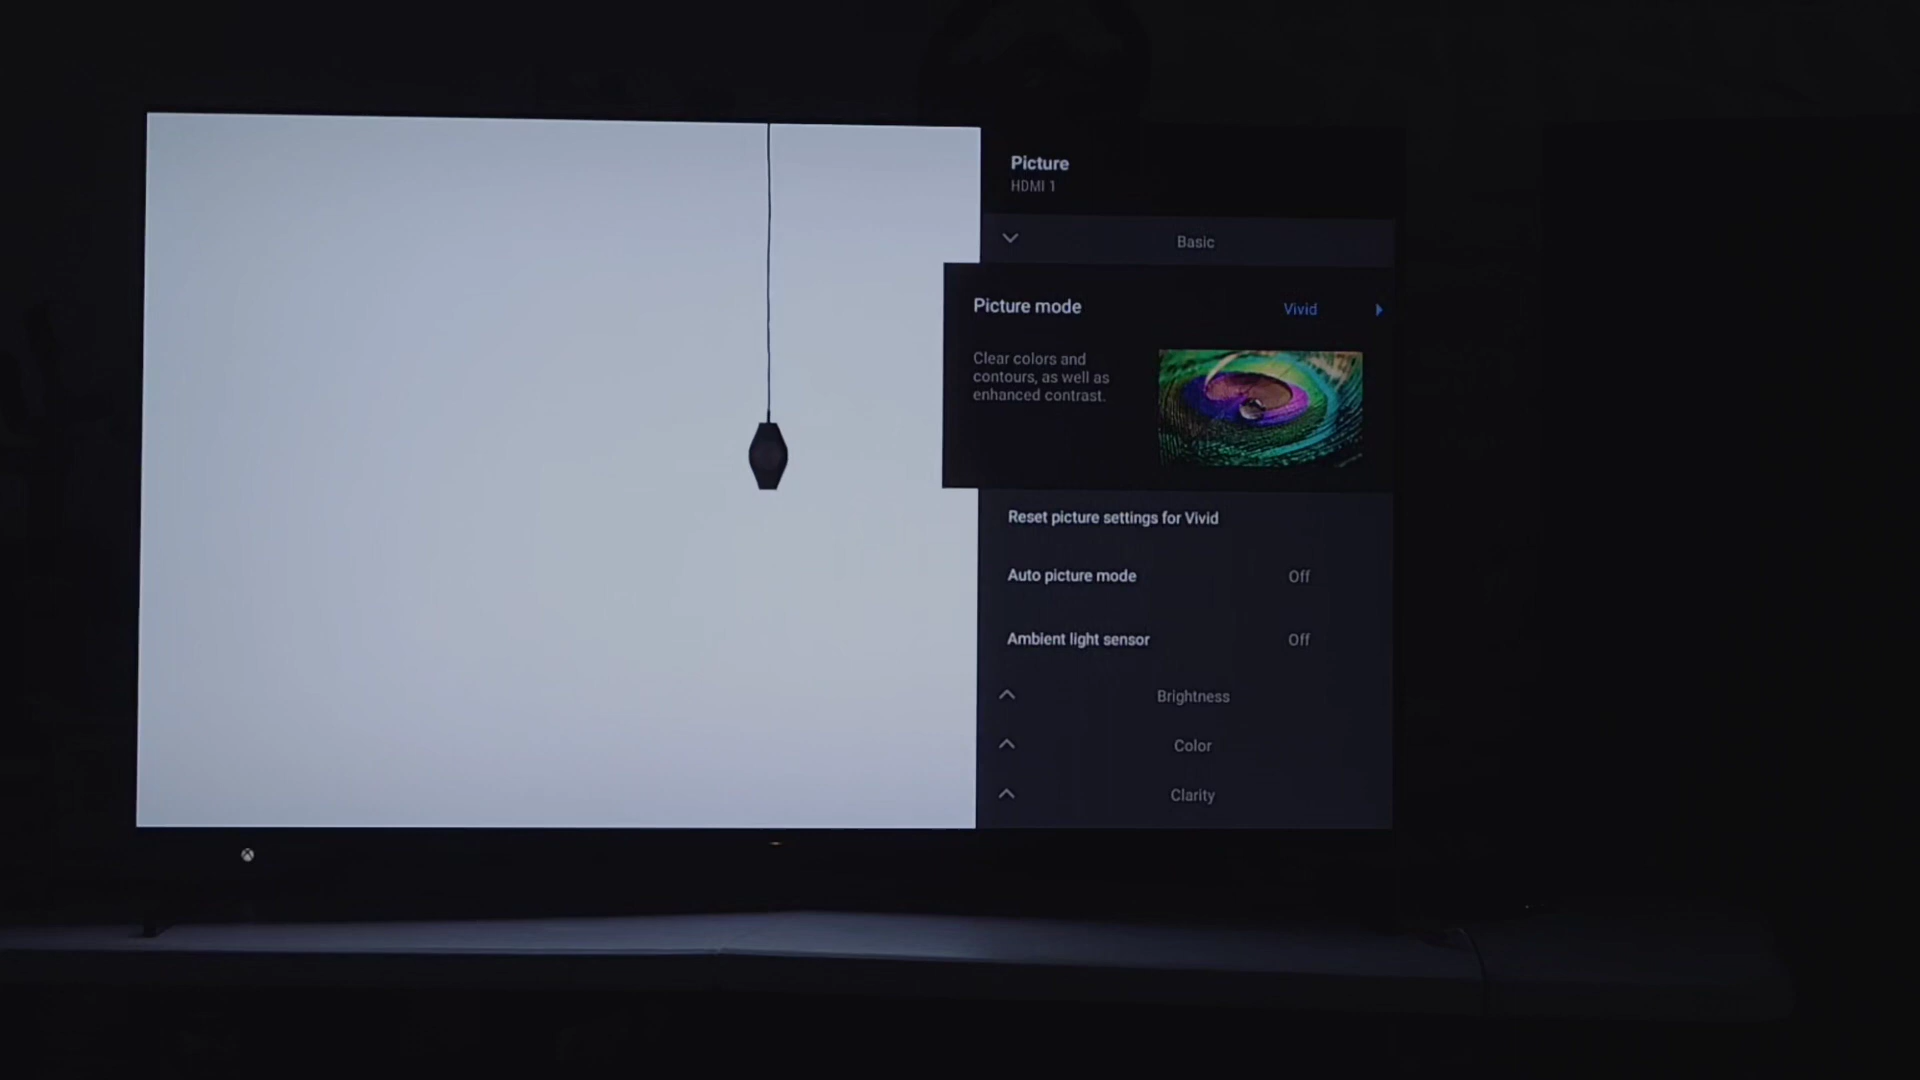 Picture
HDMI 1
Basic
Picture mode
Vivid
Clear colors and
contours, as well as
enhanced contrast.
Reset picture settings for Vivid
Auto picture mode
Off
Ambient light sensor
Off
Brightness
Color
Clarity